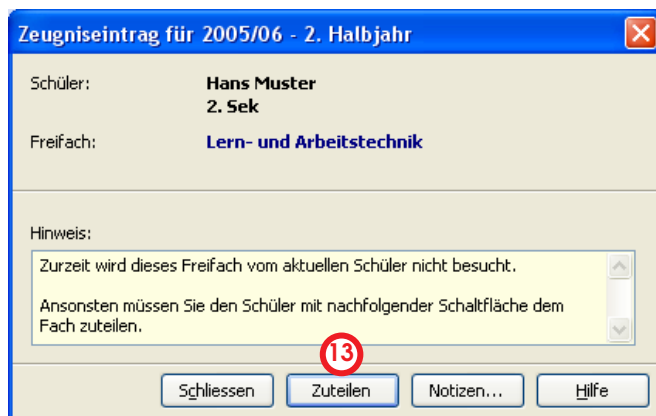 Zeugniseintrag für 2005/06 - 2. Halbjahr
Schüler: Hans Muster
2. Sek
Freifach: Lern- und Arbeitstechnik
Hinweis:
Zurzeit wird dieses Freifach vom aktuellen Schüler nicht besucht.
Ansonsten müssen Sie den Schüler mit nachfolgender Schaltfläche dem
Fach zuteilen.
13
Schliessen Zuteilen Notizen... Hilfe